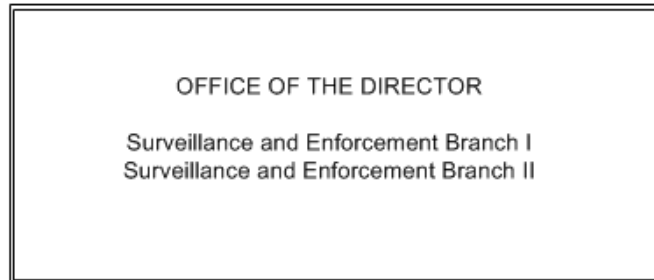 OFFICE OF THE DIRECTOR
Surveillance and Enforcement Branch I
Surveillance and Enforcement Branch II